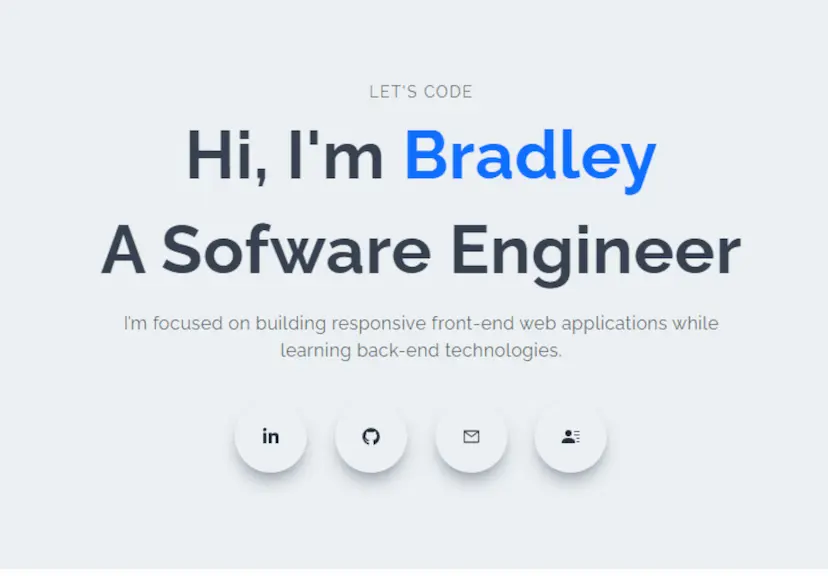 LET'S CODE
Hi, I'm Bradley
A Sofware Engineer
I'm focused on building responsive front-end web applications while
learning back-end technologies.
in